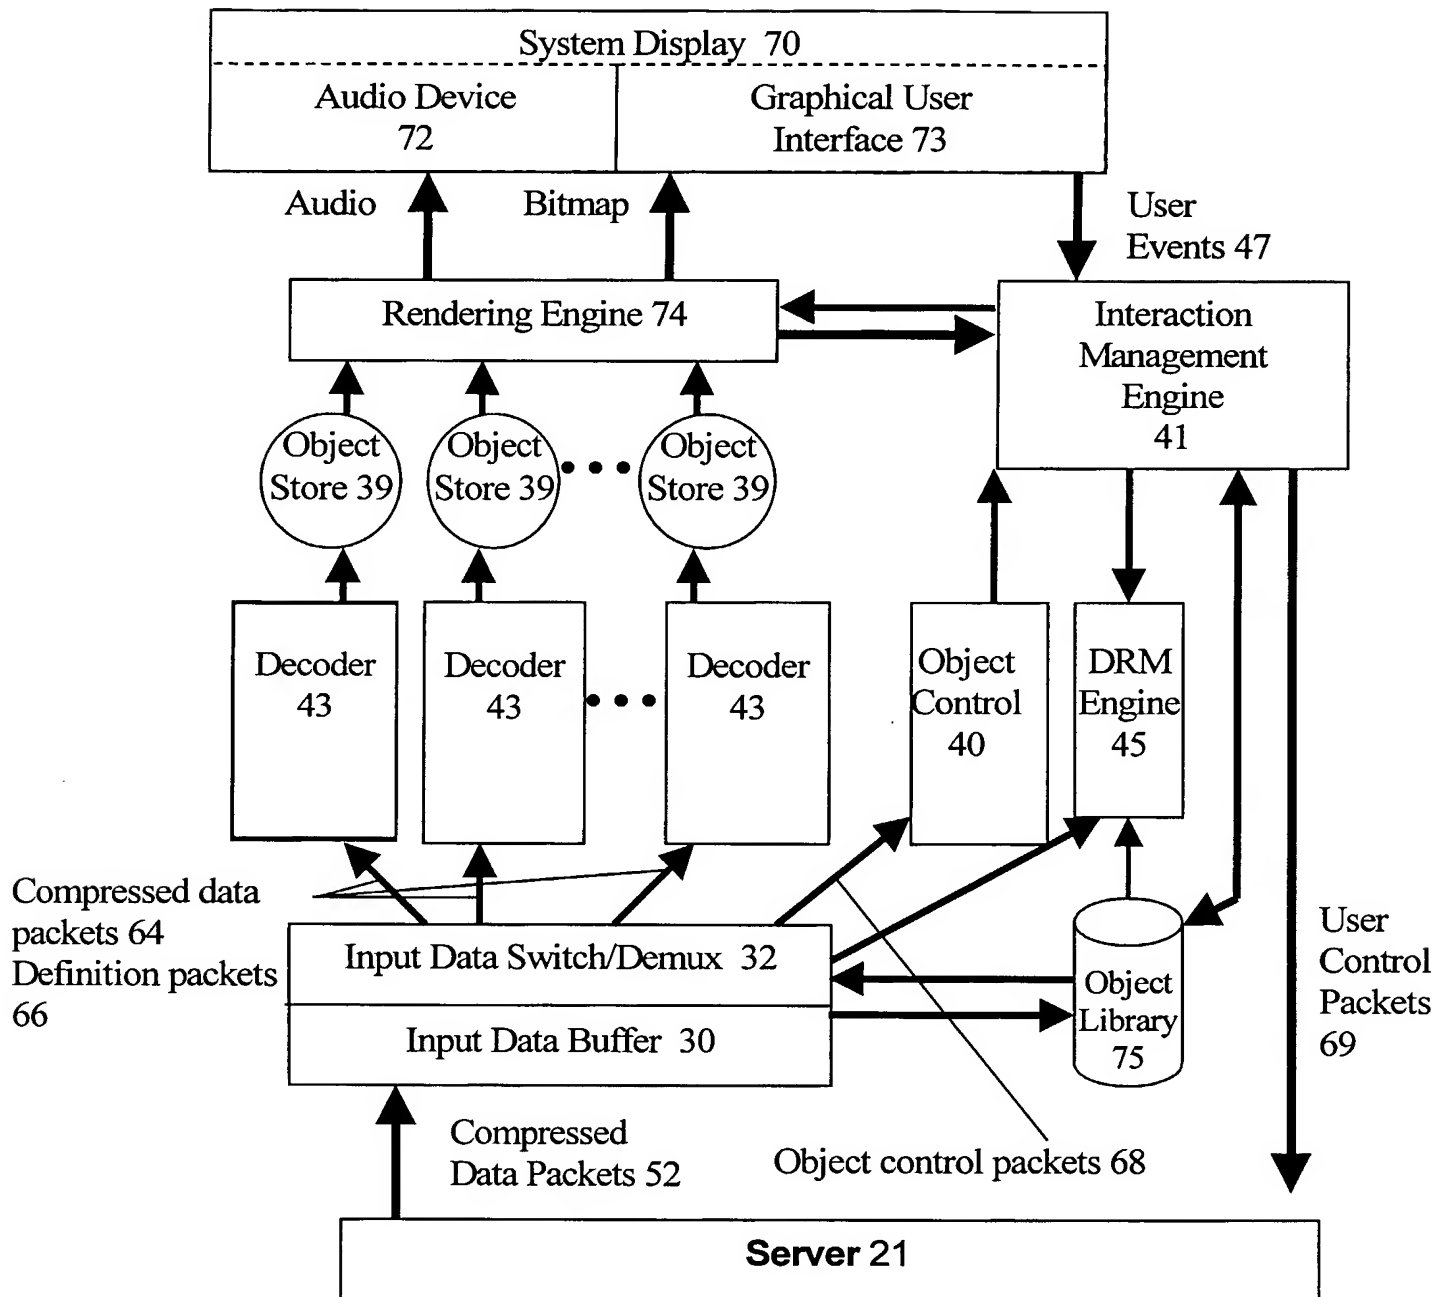 System Display 70
Audio Device
72
Graphical User
Interface 73
Audio
Bitmap
User
Events 47
Rendering Engine 74
Interaction
Management
Engine
41
Object
Store 39
Object
Store 39
Object
Store 39
Decoder
43
Decoder
43
Decoder
43
Object
Control
40
DRM
Engine
45
Compressed data
packets 64
Definition packets
66
Input Data Switch/Demux 32
Input Data Buffer 30
Object
Library
75
User
Control
Packets
69
Compressed
Data Packets 52
Object control packets 68
Server 21